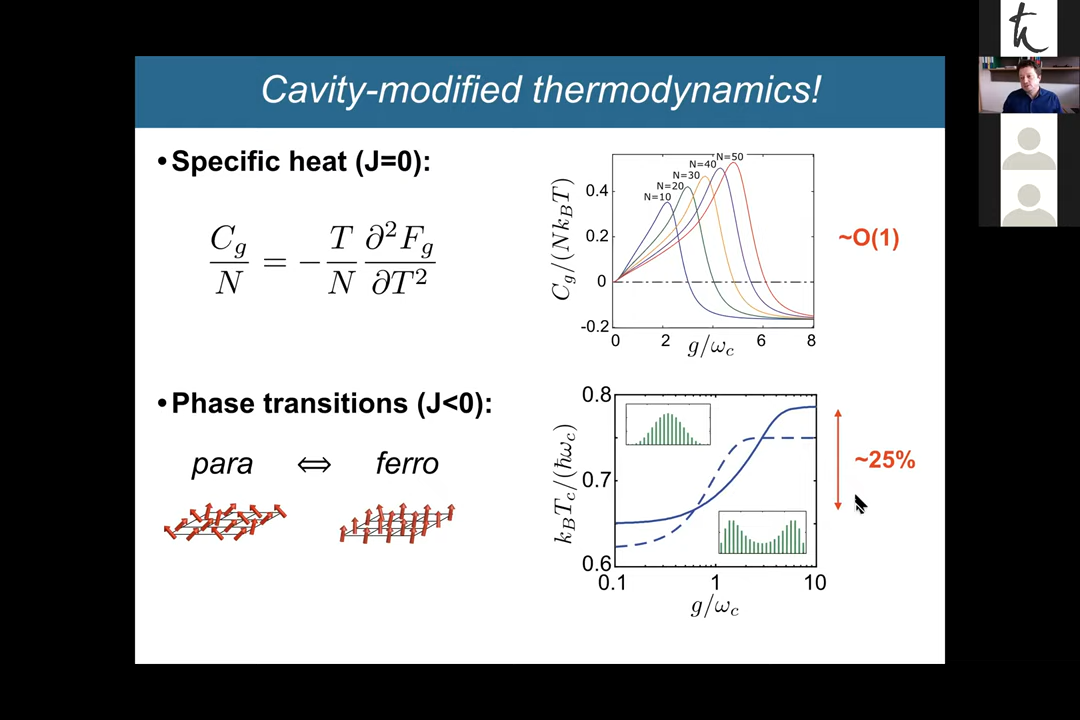 Cavity-modified thermodynamics!
•Specific heat (J=0):
C_g/N = −(T/N) ∂²F_g/∂T²
N=10
N=20
N=30
N=40
N=50
C_g/(Nk_BT)
0.4
0.2
0
-0.2
0 2 4 6 8
g/ω_c
~O(1)
•Phase transitions (J<0):
para ⇔ ferro
k_BT_c/(ℏω_c)
0.8
0.7
0.6
0.1 1 10
g/ω_c
~25%
ℏ